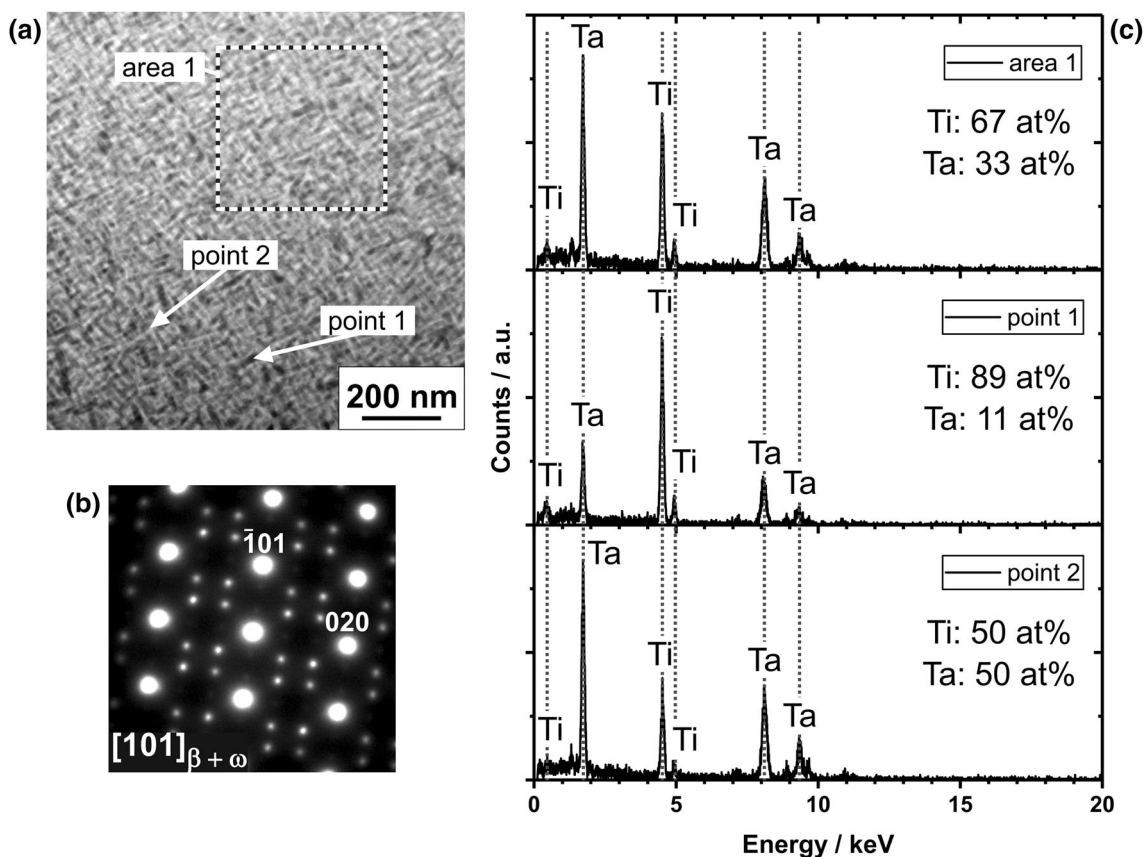 (a)
area 1
point 2
point 1
200 nm
(b)
1̄01
020
[101]β + ω
(c)
Counts / a.u.
Ta
Ti
Ti
Ti
Ta
Ta
area 1
Ti: 67 at%
Ta: 33 at%
Ti
Ta
Ti
Ti
Ta
Ta
point 1
Ti: 89 at%
Ta: 11 at%
Ta
Ti
Ti
Ti
Ta
Ta
point 2
Ti: 50 at%
Ta: 50 at%
0 5 10 15 20
Energy / keV